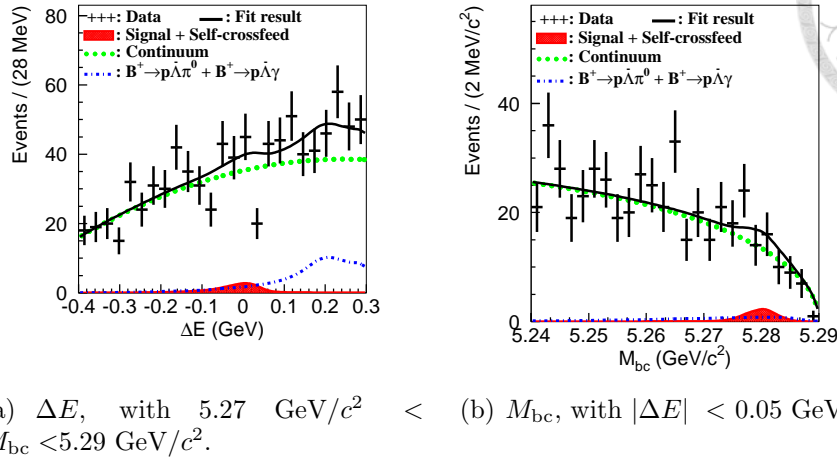 +++: Data : Fit result
: Signal + Self-crossfeed
: Continuum
: B⁺→pΛ̄π⁰ + B⁺→pΛ̄γ
Events / (28 MeV)
80
60
40
20
0
-0.4 -0.3 -0.2 -0.1 0 0.1 0.2 0.3
ΔE (GeV)
+++: Data : Fit result
: Signal + Self-crossfeed
: Continuum
: B⁺→pΛ̄π⁰ + B⁺→pΛ̄γ
Events / (2 MeV/c²)
40
20
0
5.24 5.25 5.26 5.27 5.28 5.29
M_bc (GeV/c²)
) ΔE, with 5.27 GeV/c² <
_bc <5.29 GeV/c².
(b) M_bc, with |ΔE| < 0.05 GeV